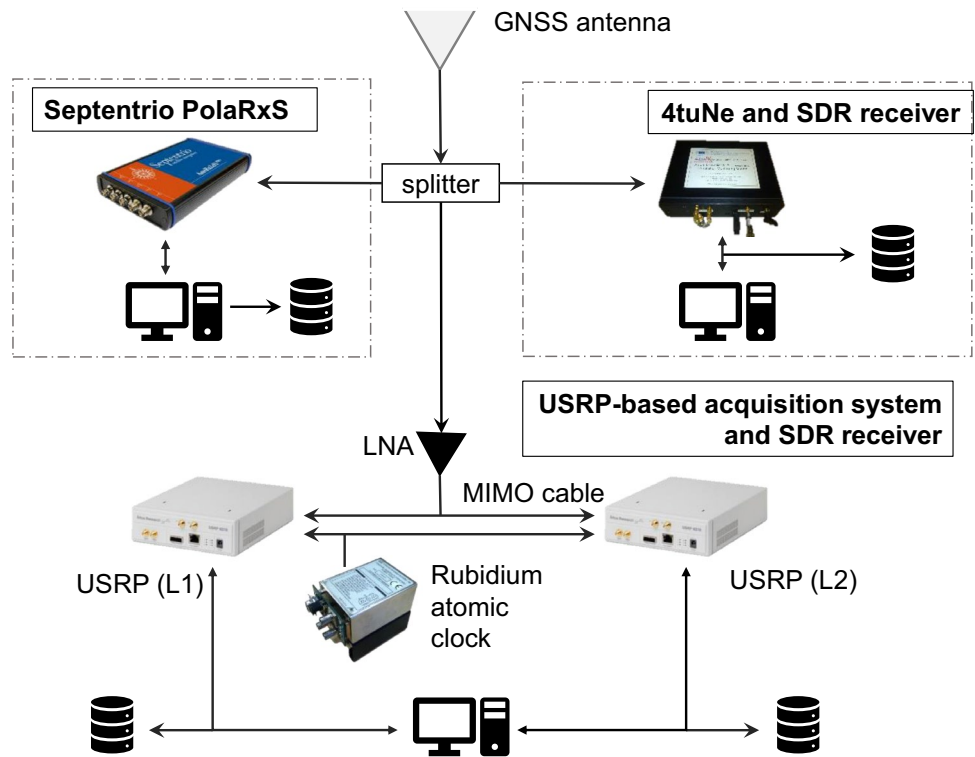 GNSS antenna
Septentrio PolaRxS
4tuNe and SDR receiver
Septentrio
splitter
USRP-based acquisition system
and SDR receiver
LNA
MIMO cable
USRP (L1)
Rubidium
atomic
clock
USRP (L2)